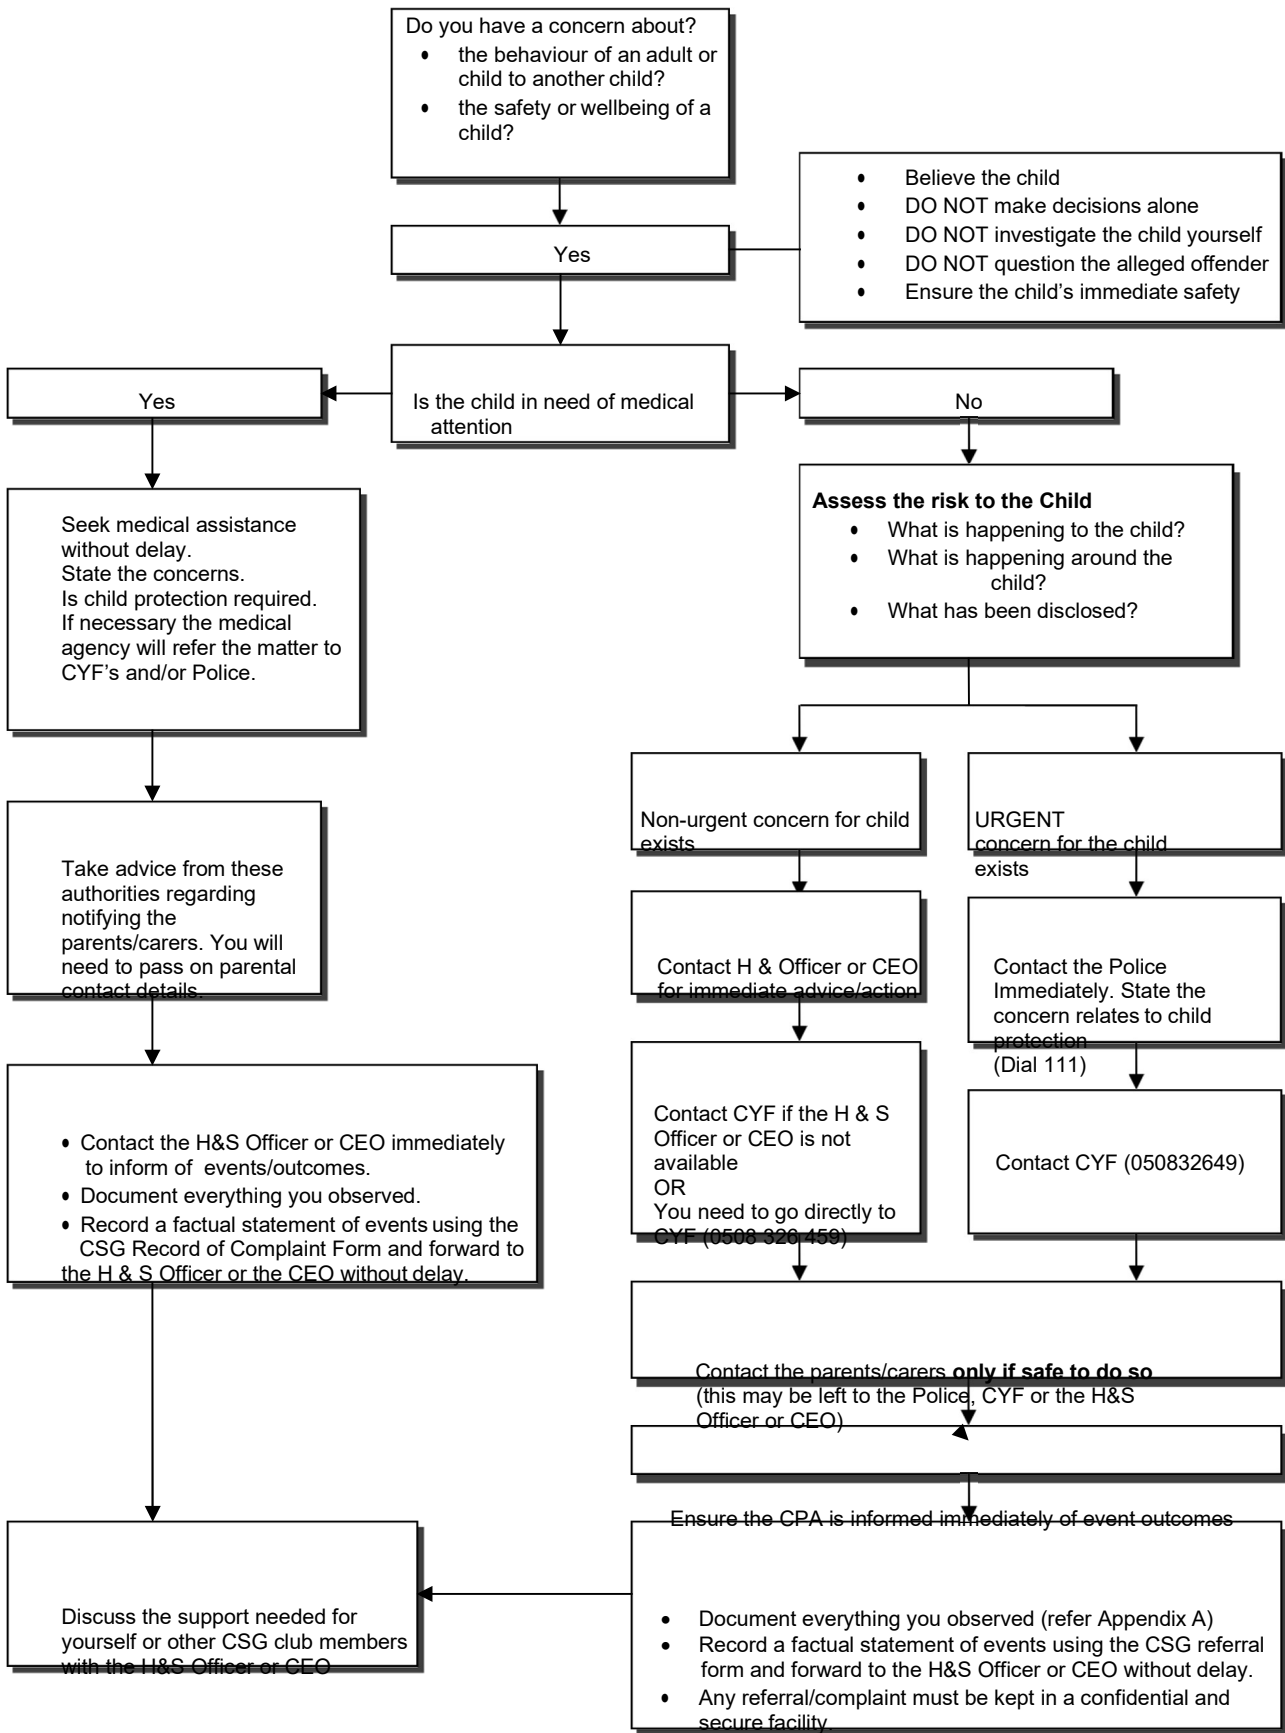 Do you have a concern about?
• the behaviour of an adult or
child to another child?
• the safety or wellbeing of a
child?
• Believe the child
• DO NOT make decisions alone
• DO NOT investigate the child yourself
• DO NOT question the alleged offender
• Ensure the child's immediate safety
Yes
Yes
Is the child in need of medical
attention
No
Seek medical assistance
without delay.
State the concerns.
Is child protection required.
If necessary the medical
agency will refer the matter to
CYF's and/or Police.
Assess the risk to the Child
• What is happening to the child?
• What is happening around the
child?
• What has been disclosed?
Take advice from these
authorities regarding
notifying the
parents/carers. You will
need to pass on parental
contact details.
Non-urgent concern for child
exists
URGENT
concern for the child
exists
Contact H & Officer or CEO
for immediate advice/action
Contact the Police
Immediately. State the
concern relates to child
protection
(Dial 111)
• Contact the H&S Officer or CEO immediately
to inform of events/outcomes.
• Document everything you observed.
• Record a factual statement of events using the
CSG Record of Complaint Form and forward to
the H & S Officer or the CEO without delay.
Contact CYF if the H & S
Officer or CEO is not
available
OR
You need to go directly to
CYF (0508 326 459)
Contact CYF (050832649)
Contact the parents/carers only if safe to do so
(this may be left to the Police, CYF or the H&S
Officer or CEO)
Ensure the CPA is informed immediately of event outcomes
Discuss the support needed for
yourself or other CSG club members
with the H&S Officer or CEO
• Document everything you observed (refer Appendix A)
• Record a factual statement of events using the CSG referral
form and forward to the H&S Officer or CEO without delay.
• Any referral/complaint must be kept in a confidential and
secure facility.